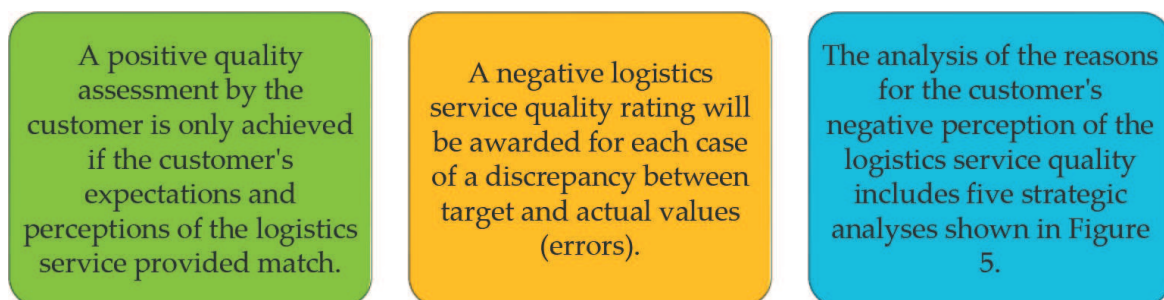 A positive quality
assessment by the
customer is only achieved
if the customer's
expectations and
perceptions of the logistics
service provided match.
A negative logistics
service quality rating will
be awarded for each case
of a discrepancy between
target and actual values
(errors).
The analysis of the reasons
for the customer's
negative perception of the
logistics service quality
includes five strategic
analyses shown in Figure
5.